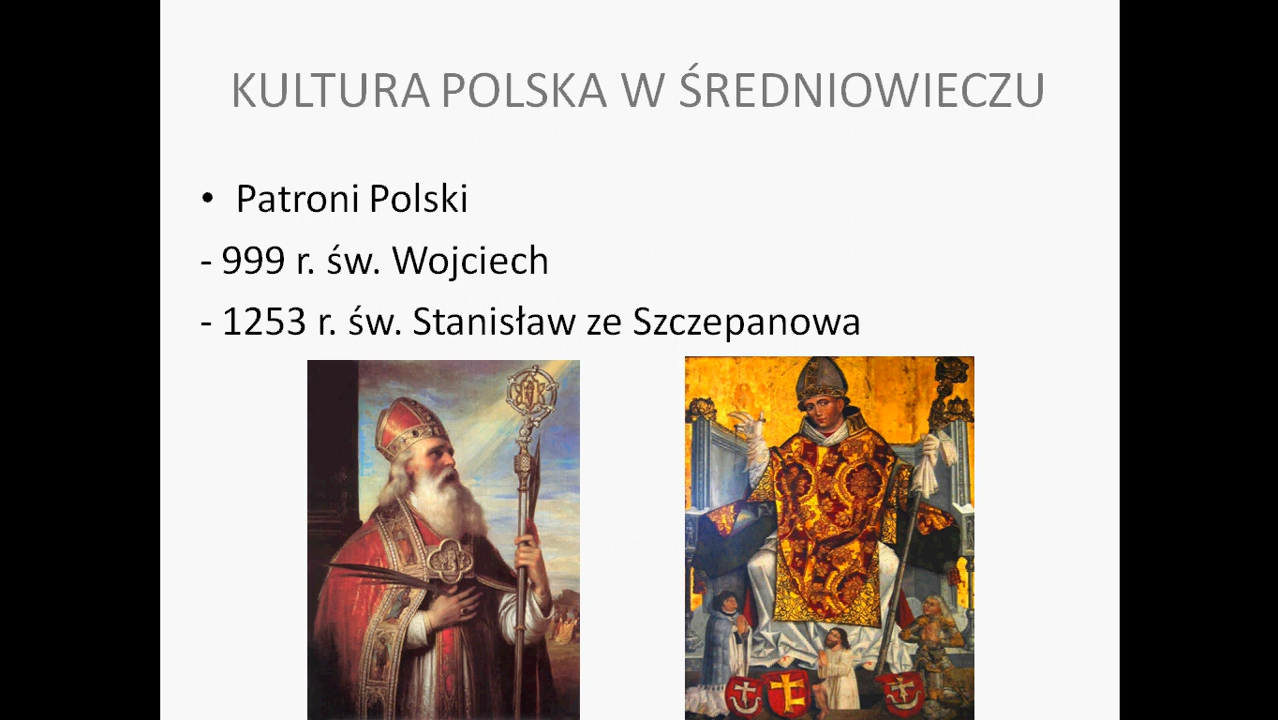 KULTURA POLSKA W ŚREDNIOWIECZU
• Patroni Polski
- 999 r. św. Wojciech
- 1253 r. św. Stanisław ze Szczepanowa